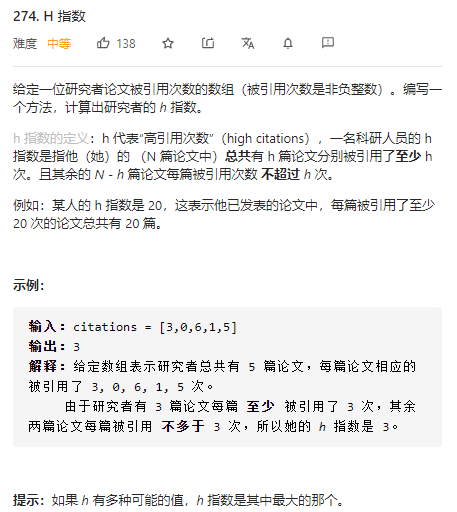 274. H 指数
难度 中等 138
给定一位研究者论文被引用次数的数组（被引用次数是非负整数）。编写一
个方法，计算出研究者的 h 指数。
h 指数的定义：h 代表“高引用次数”（high citations），一名科研人员的 h
指数是指他（她）的 （N 篇论文中）总共有 h 篇论文分别被引用了至少 h
次。且其余的 N - h 篇论文每篇被引用次数 不超过 h 次。
例如：某人的 h 指数是 20，这表示他已发表的论文中，每篇被引用了至少
20 次的论文总共有 20 篇。
示例：
输入：citations = [3,0,6,1,5]
输出：3
解释：给定数组表示研究者总共有 5 篇论文，每篇论文相应的
被引用了 3, 0, 6, 1, 5 次。
由于研究者有 3 篇论文每篇 至少 被引用了 3 次，其余
两篇论文每篇被引用 不多于 3 次，所以她的 h 指数是 3。
提示：如果 h 有多种可能的值，h 指数是其中最大的那个。